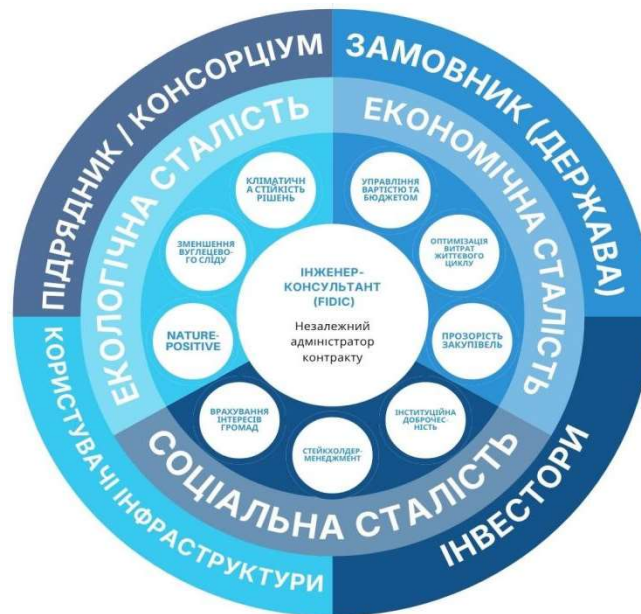 ПІДРЯДНИК / КОНСОРЦІУМ
ЗАМОВНИК (ДЕРЖАВА)
ЕКОЛОГІЧНА СТАЛІСТЬ
ЕКОНОМІЧНА СТАЛІСТЬ
КЛІМАТИЧН
А СТІЙКІСТЬ
РІШЕНЬ
УПРАВЛІННЯ
ВАРТІСТЮ ТА
БЮДЖЕТОМ
ЗМЕНШЕННЯ
ВУГЛЕЦЕВО-
ГО СЛІДУ
ОПТИМІЗАЦІЯ
ВИТРАТ
ЖИТТЄВОГО
ЦИКЛУ
ІНЖЕНЕР-
КОНСУЛЬТАНТ
(FIDIC)
Незалежний
адміністратор
контракту
NATURE-
POSITIVE
ПРОЗОРІСТЬ
ЗАКУПІВЕЛЬ
ВРАХУВАННЯ
ІНТЕРЕСІВ
ГРОМАД
СТЕЙКХОЛДЕР-
МЕНЕДЖМЕНТ
ІНСТИТУЦІЙНА
ДОБРОЧЕС-
НІСТЬ
СОЦІАЛЬНА СТАЛІСТЬ
КОРИСТУВАЧІ ІНФРАСТРУКТУРИ
ІНВЕСТОРИ